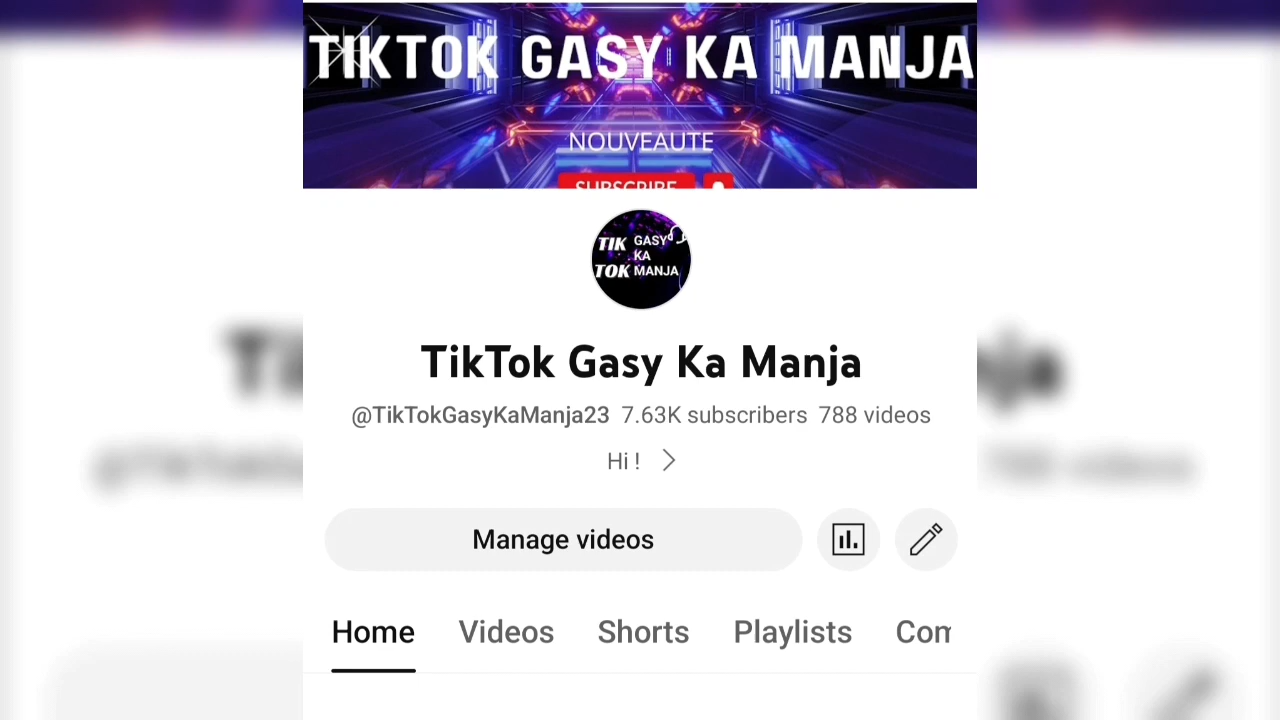 TIKTOK GASY KA MANJA
NOUVEAUTE
SUBSCRIBE
TIK GASY
KA
TOK MANJA
TikTok Gasy Ka Manja
@TikTokGasyKaManja23 7.63K subscribers 788 videos
Hi !
Manage videos
Home Videos Shorts Playlists Com